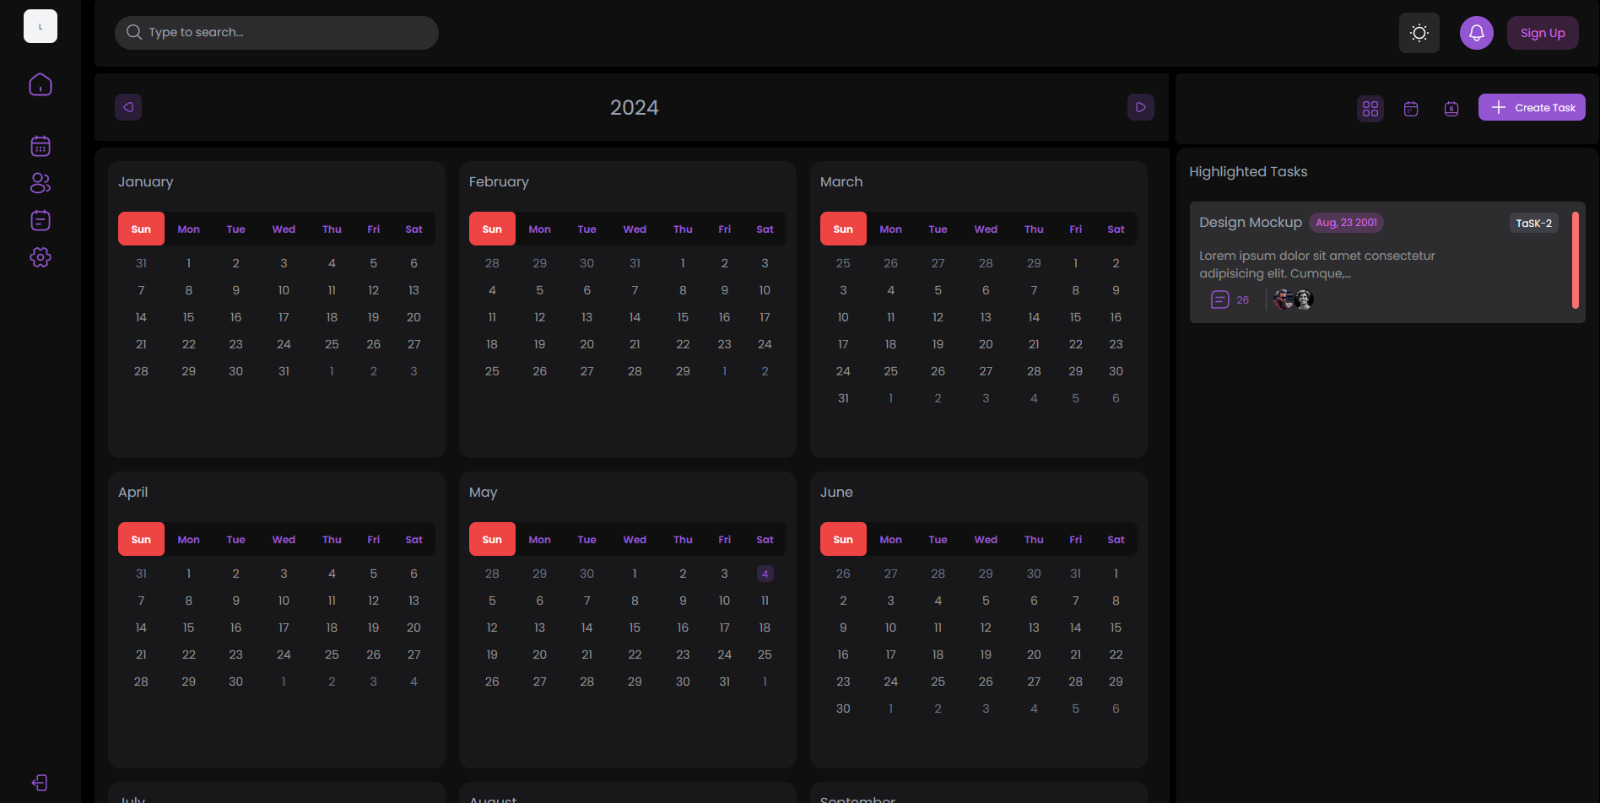 L
Type to search...
Sign Up
2024
Create Task
January
Sun Mon Tue Wed Thu Fri Sat
31 1 2 3 4 5 6
7 8 9 10 11 12 13
14 15 16 17 18 19 20
21 22 23 24 25 26 27
28 29 30 31 1 2 3
February
Sun Mon Tue Wed Thu Fri Sat
28 29 30 31 1 2 3
4 5 6 7 8 9 10
11 12 13 14 15 16 17
18 19 20 21 22 23 24
25 26 27 28 29 1 2
March
Sun Mon Tue Wed Thu Fri Sat
25 26 27 28 29 1 2
3 4 5 6 7 8 9
10 11 12 13 14 15 16
17 18 19 20 21 22 23
24 25 26 27 28 29 30
31 1 2 3 4 5 6
April
Sun Mon Tue Wed Thu Fri Sat
31 1 2 3 4 5 6
7 8 9 10 11 12 13
14 15 16 17 18 19 20
21 22 23 24 25 26 27
28 29 30 1 2 3 4
May
Sun Mon Tue Wed Thu Fri Sat
28 29 30 1 2 3 4
5 6 7 8 9 10 11
12 13 14 15 16 17 18
19 20 21 22 23 24 25
26 27 28 29 30 31 1
June
Sun Mon Tue Wed Thu Fri Sat
26 27 28 29 30 31 1
2 3 4 5 6 7 8
9 10 11 12 13 14 15
16 17 18 19 20 21 22
23 24 25 26 27 28 29
30 1 2 3 4 5 6
July
August
September
Highlighted Tasks
Design Mockup Aug, 23 2001 TaSK-2
Lorem ipsum dolor sit amet consectetur
adipisicing elit. Cumque,...
26